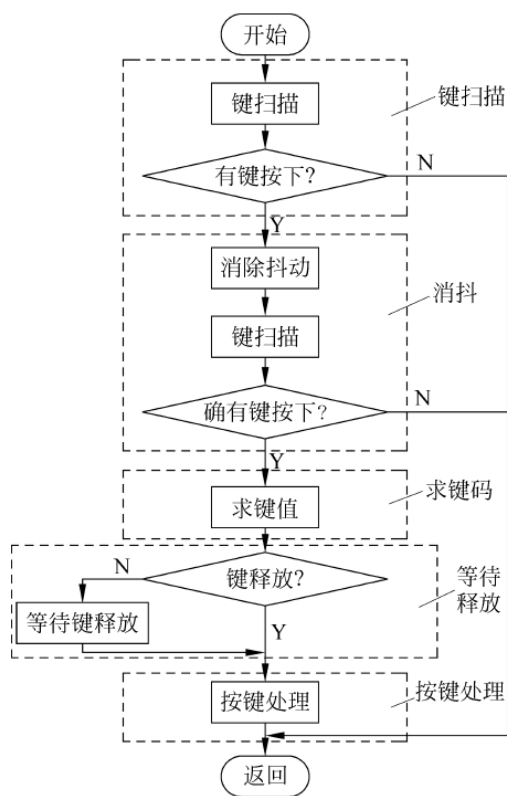 开始
键扫描
键扫描
有键按下?
N
Y
消除抖动
消抖
键扫描
确有键按下?
N
Y
求键值
求键码
键释放?
N
等待
释放
等待键释放
Y
按键处理
按键处理
返回